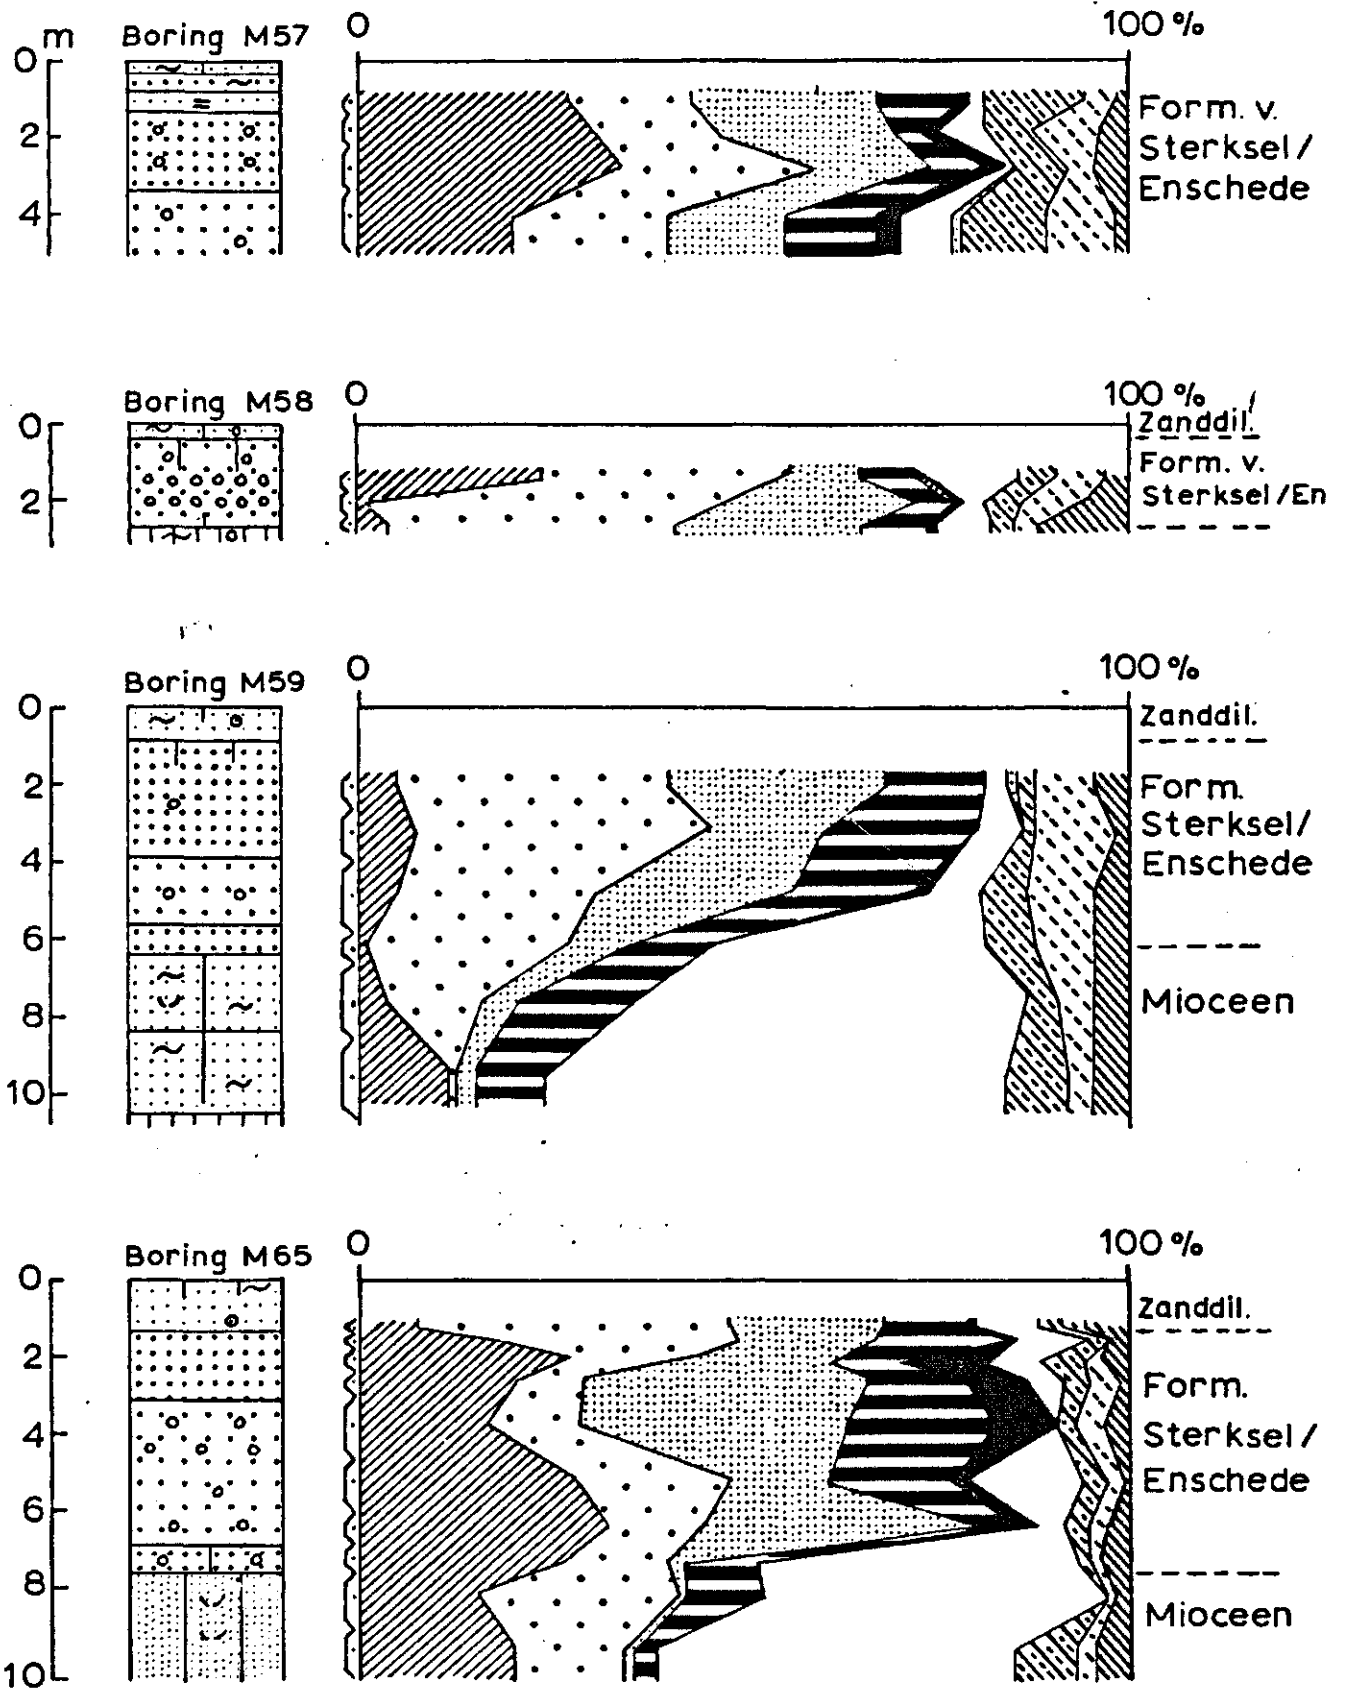 m Boring M57 0 100 %
0
2
4
Form. v.
Sterksel/
Enschede
Boring M58 0 100 %
0
2
Zanddil.
Form. v.
Sterksel/En
Boring M59 0 100 %
0
2
4
6
8
10
Zanddil.
Form.
Sterksel/
Enschede
Mioceen
Boring M65 0 100 %
0
2
4
6
8
10
Zanddil.
Form.
Sterksel/
Enschede
Mioceen